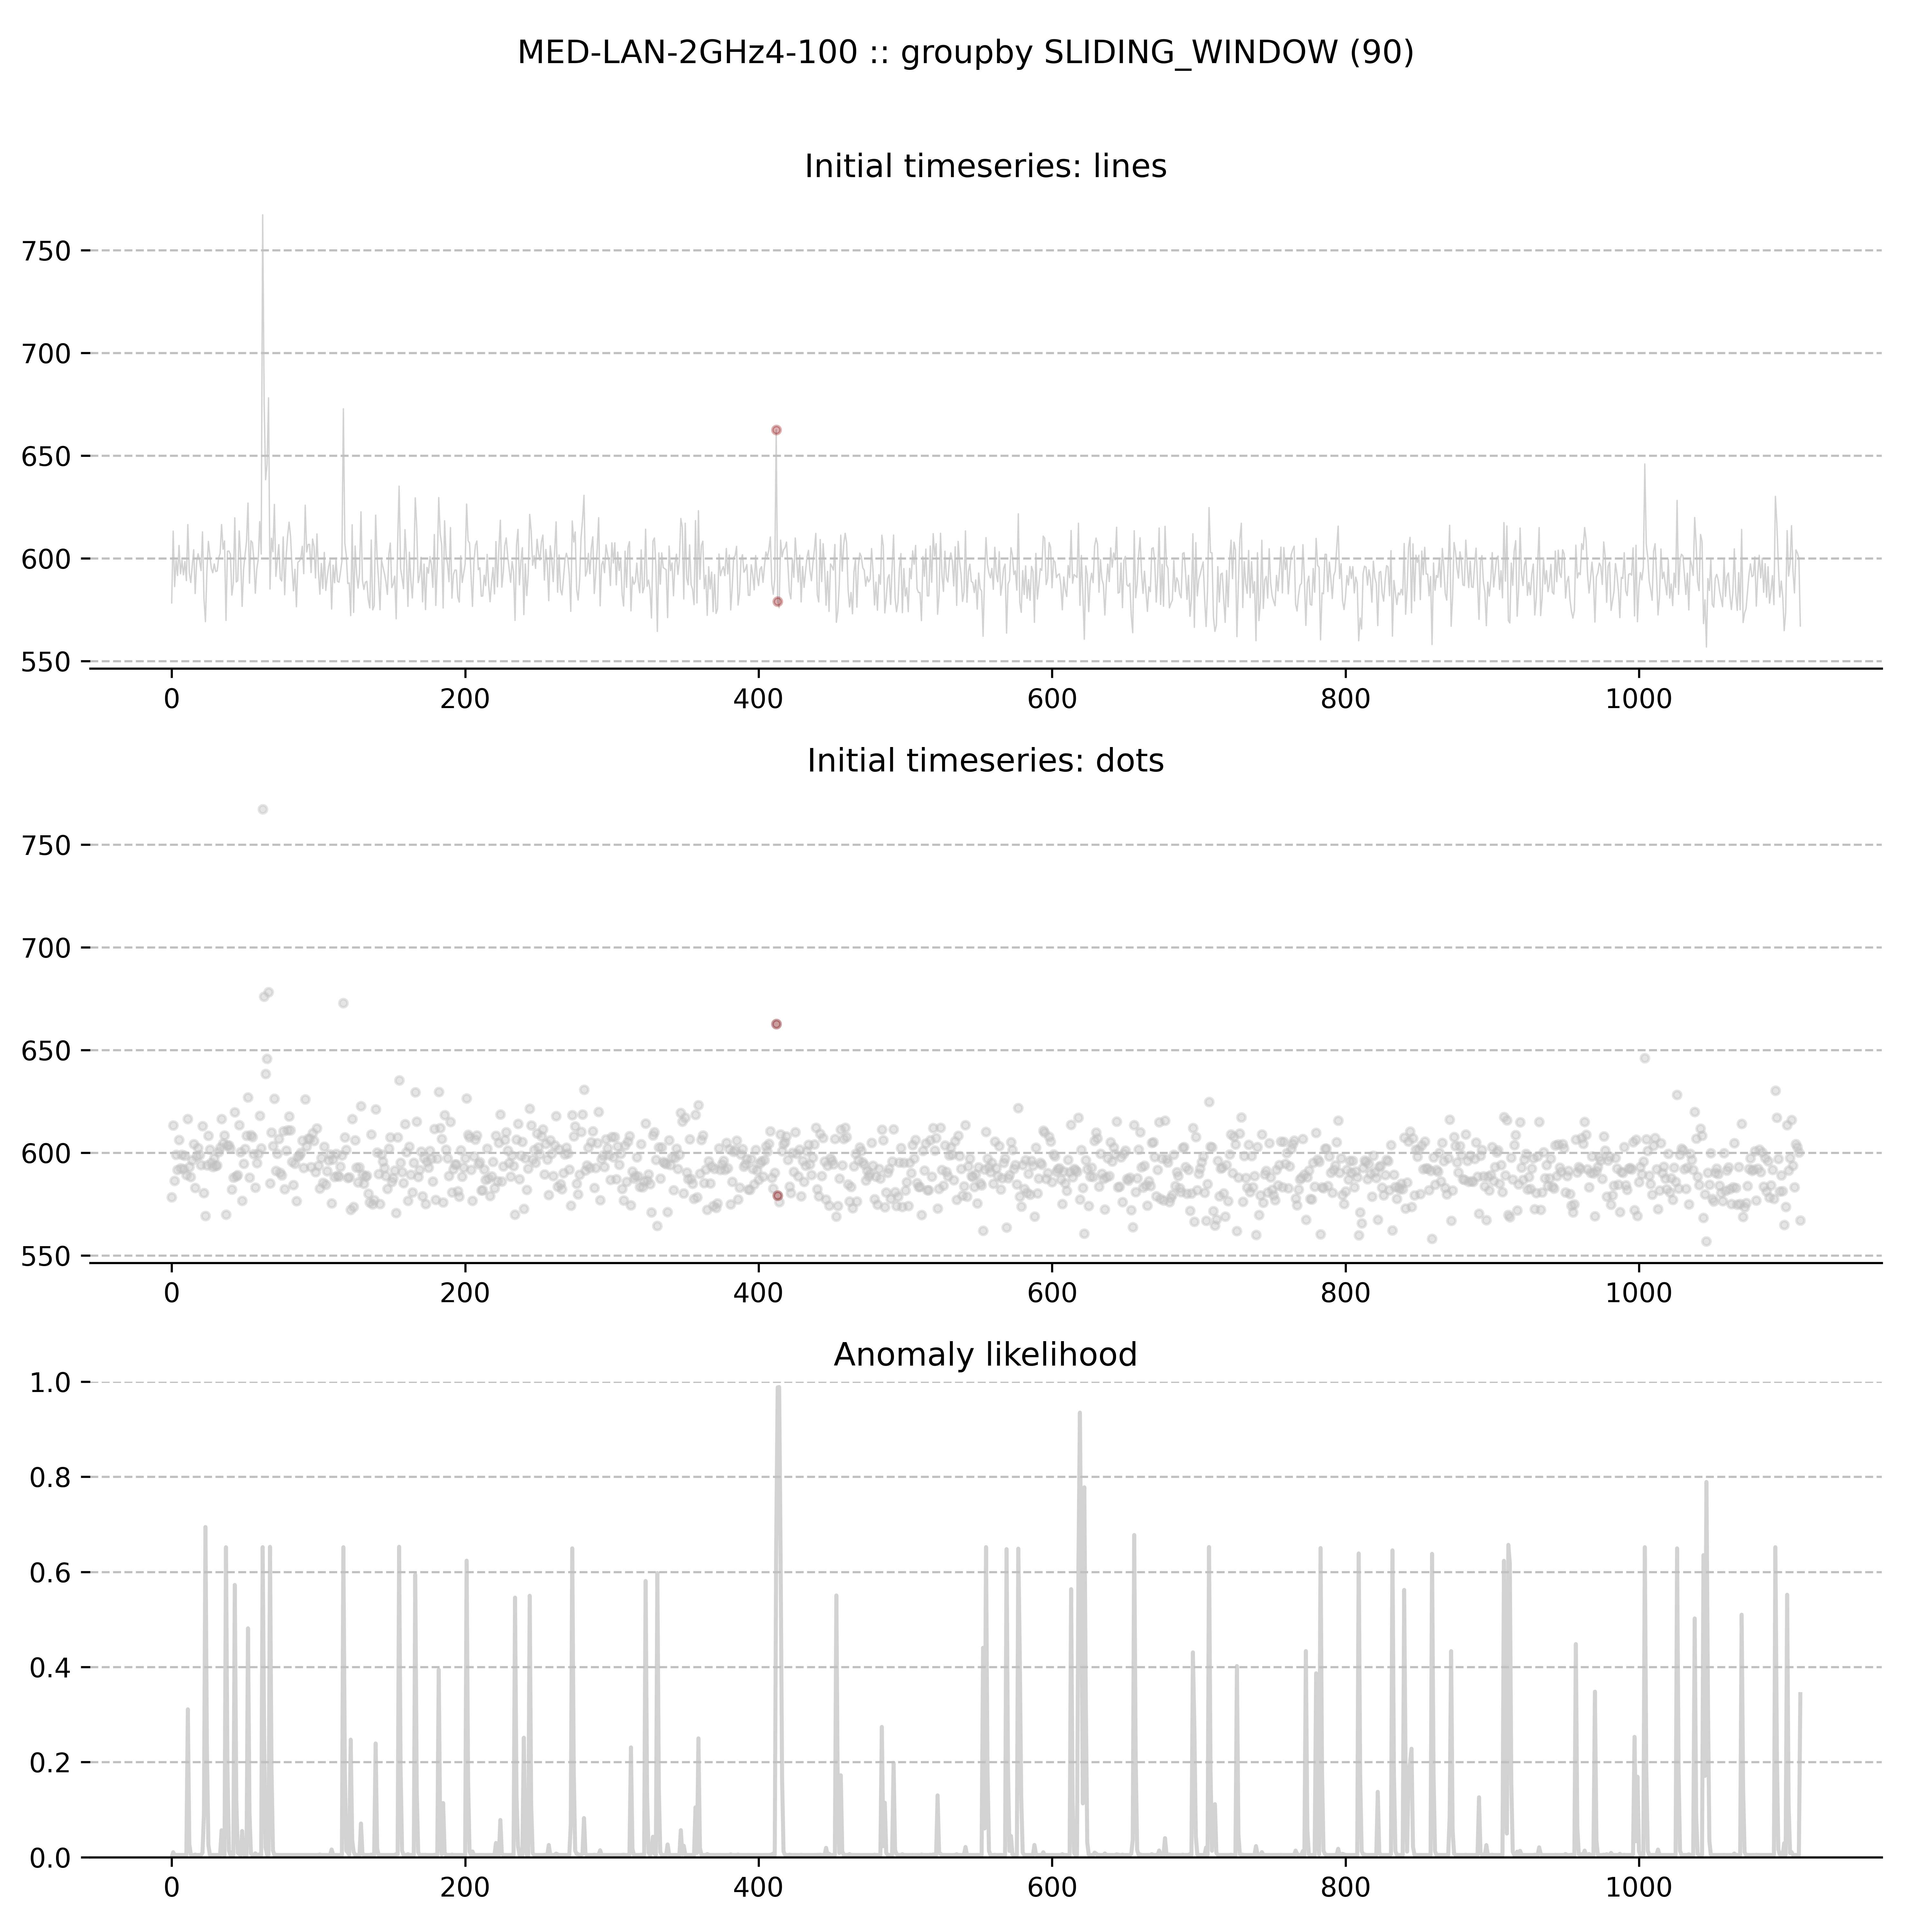 MED-LAN-2GHz4-100 :: groupby SLIDING_WINDOW (90)
Initial timeseries: lines
750
700
650
600
550
0 200 400 600 800 1000
Initial timeseries: dots
750
700
650
600
550
0 200 400 600 800 1000
Anomaly likelihood
1.0
0.8
0.6
0.4
0.2
0.0
0 200 400 600 800 1000